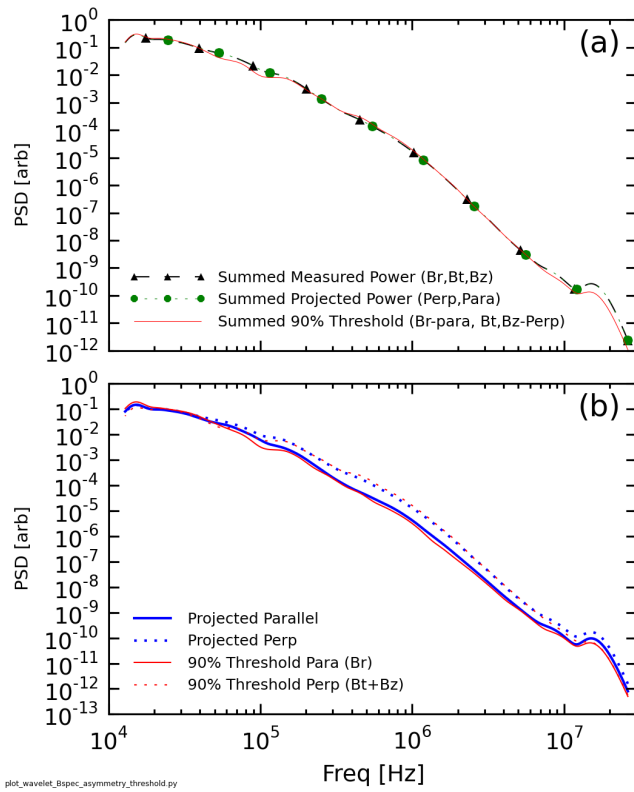 10^0
(a)
10^-1
10^-2
10^-3
10^-4
10^-5
10^-6
10^-7
10^-8
10^-9
10^-10
10^-11
10^-12
PSD [arb]
Summed Measured Power (Br,Bt,Bz)
Summed Projected Power (Perp,Para)
Summed 90% Threshold (Br-para, Bt,Bz-Perp)
10^0
(b)
10^-1
10^-2
10^-3
10^-4
10^-5
10^-6
10^-7
10^-8
10^-9
10^-10
10^-11
10^-12
10^-13
PSD [arb]
Projected Parallel
Projected Perp
90% Threshold Para (Br)
90% Threshold Perp (Bt+Bz)
10^4 10^5 10^6 10^7
Freq [Hz]
plot_wavelet_Bspec_asymmetry_threshold.py